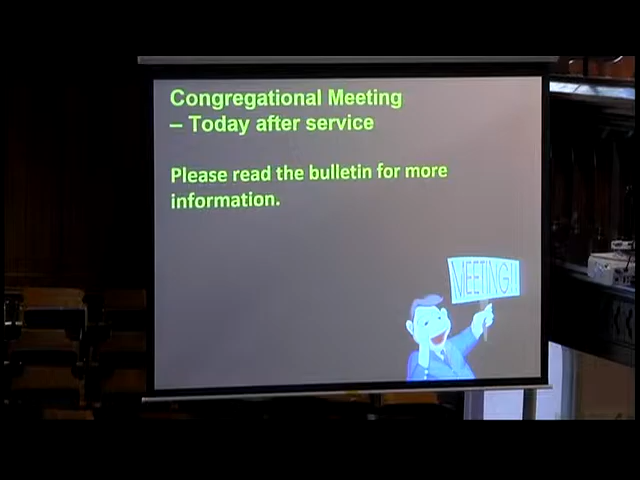 Congregational Meeting
– Today after service
Please read the bulletin for more
information.
MEETING!!